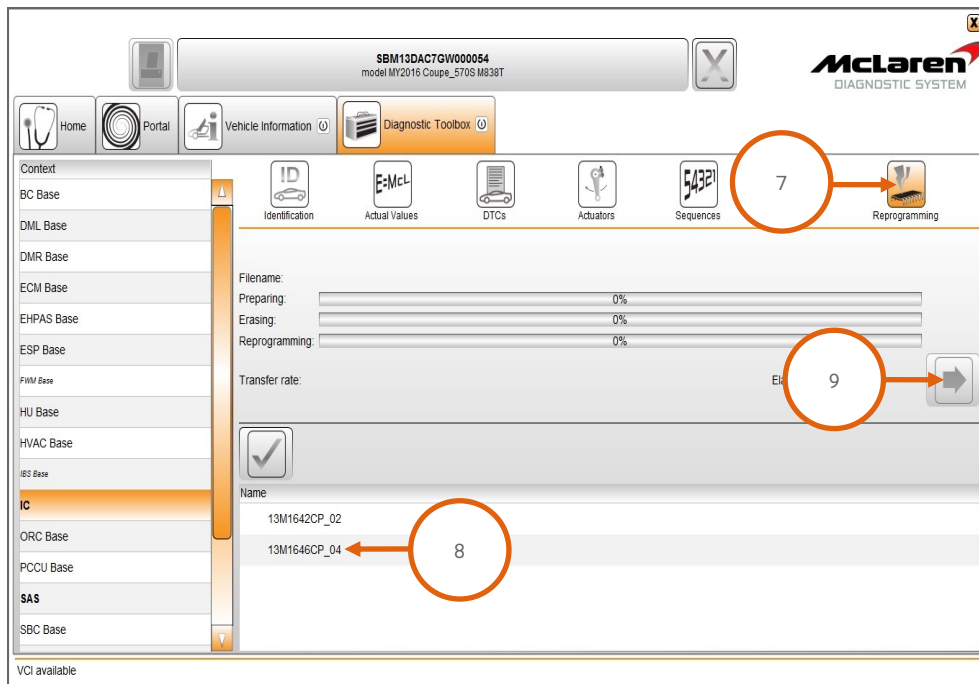 X
SBM13DAC7GW000054
model MY2016 Coupe_570S M838T
McLaren
DIAGNOSTIC SYSTEM
Home
Portal
Vehicle Information
Diagnostic Toolbox
Context
BC Base
DML Base
DMR Base
ECM Base
EHPAS Base
ESP Base
FWM Base
HU Base
HVAC Base
IBS Base
IC
ORC Base
PCCU Base
SAS
SBC Base
ID
E=McL
54321
7
Identification
Actual Values
DTCs
Actuators
Sequences
Reprogramming
Filename:
Preparing: 0%
Erasing: 0%
Reprogramming: 0%
Transfer rate:
9
Name
13M1642CP_02
13M1646CP_04
8
VCI available